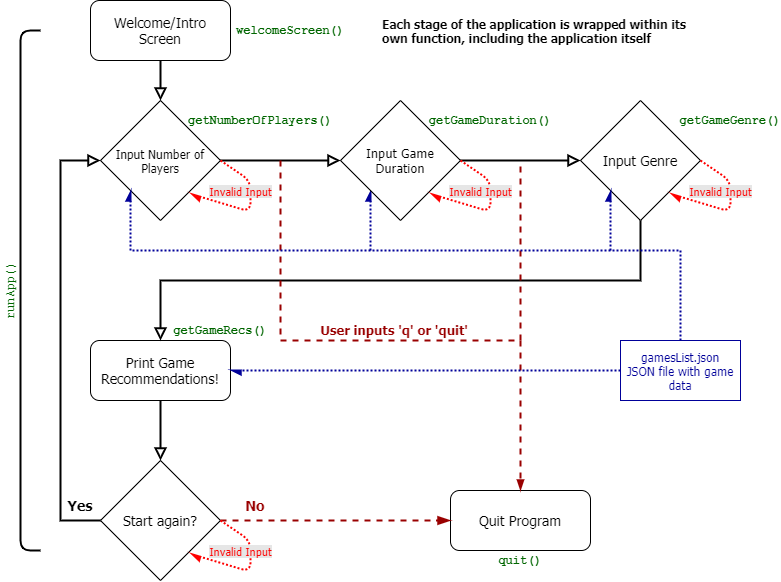 Welcome/Intro
Screen
welcomeScreen()
Each stage of the application is wrapped within its
own function, including the application itself
getNumberOfPlayers()
getGameDuration()
getGameGenre()
Input Number of
Players
Input Game
Duration
Input Genre
Invalid Input
Invalid Input
Invalid Input
runApp()
getGameRecs()
User inputs 'q' or 'quit'
Print Game
Recommendations!
gamesList.json
JSON file with game
data
Yes
No
Start again?
Quit Program
Invalid Input
quit()